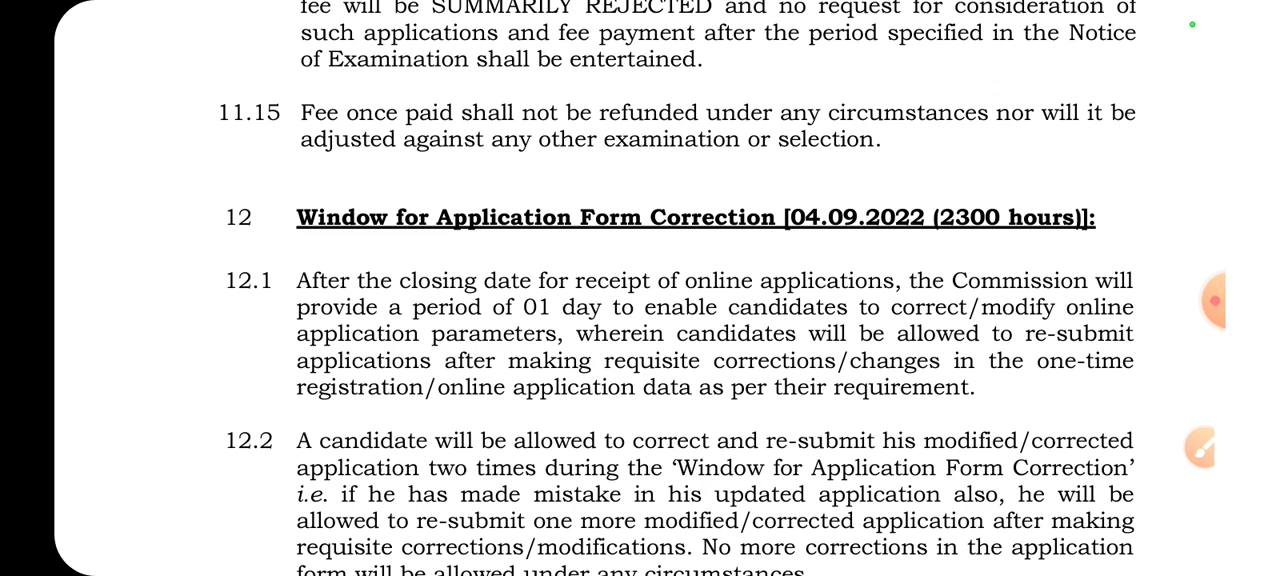 fee will be SUMMARILY REJECTED and no request for consideration of
such applications and fee payment after the period specified in the Notice
of Examination shall be entertained.
11.15 Fee once paid shall not be refunded under any circumstances nor will it be
adjusted against any other examination or selection.
12 Window for Application Form Correction [04.09.2022 (2300 hours)]:
12.1 After the closing date for receipt of online applications, the Commission will
provide a period of 01 day to enable candidates to correct/modify online
application parameters, wherein candidates will be allowed to re-submit
applications after making requisite corrections/changes in the one-time
registration/online application data as per their requirement.
12.2 A candidate will be allowed to correct and re-submit his modified/corrected
application two times during the ‘Window for Application Form Correction’
i.e. if he has made mistake in his updated application also, he will be
allowed to re-submit one more modified/corrected application after making
requisite corrections/modifications. No more corrections in the application
form will be allowed under any circumstances.